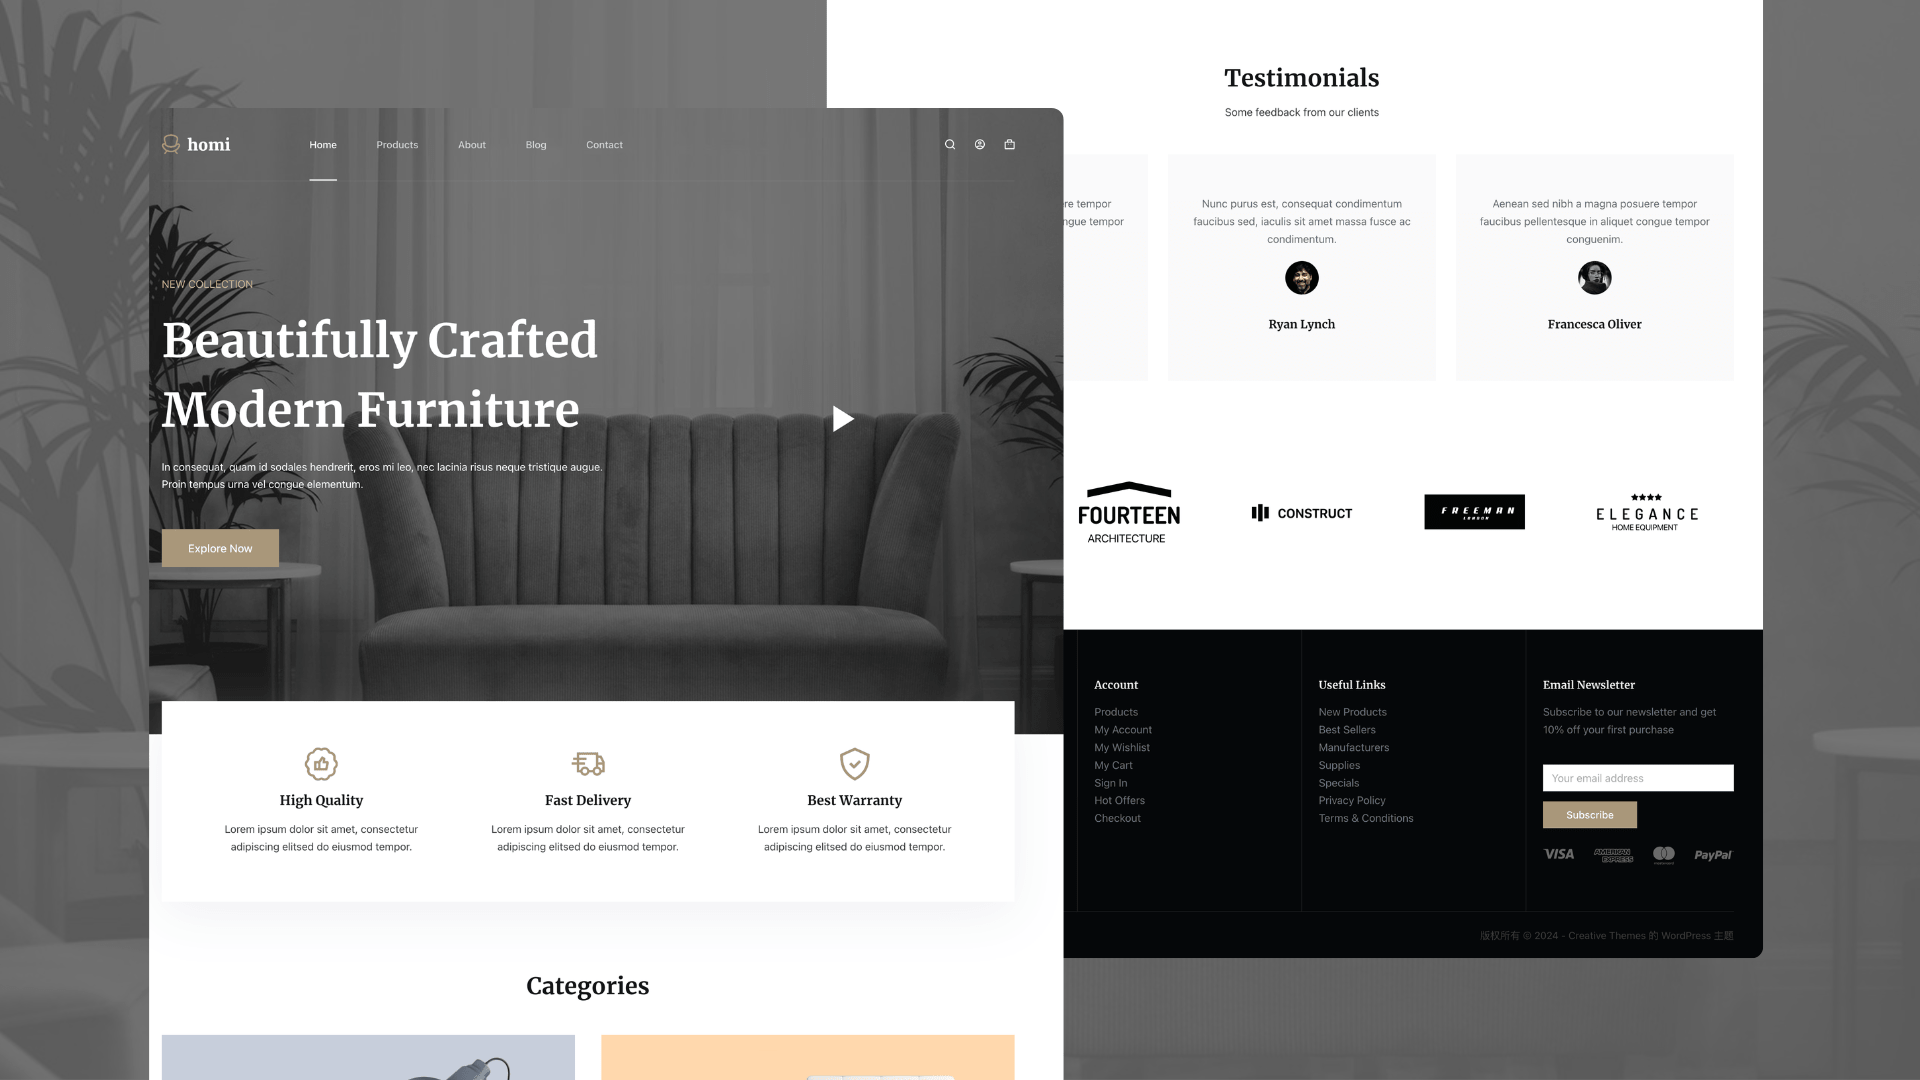 homi
Home
Products
About
Blog
Contact
NEW COLLECTION
Beautifully Crafted
Modern Furniture
In consequat, quam id sodales hendrerit, eros mi leo, nec lacinia risus neque tristique augue.
Proin tempus urna vel congue elementum.
Explore Now
High Quality
Lorem ipsum dolor sit amet, consectetur
adipiscing elitsed do eiusmod tempor.
Fast Delivery
Lorem ipsum dolor sit amet, consectetur
adipiscing elitsed do eiusmod tempor.
Best Warranty
Lorem ipsum dolor sit amet, consectetur
adipiscing elitsed do eiusmod tempor.
Categories
Testimonials
Some feedback from our clients
re tempor
ngue tempor
Nunc purus est, consequat condimentum
faucibus sed, iaculis sit amet massa fusce ac
condimentum.
Ryan Lynch
Aenean sed nibh a magna posuere tempor
faucibus pellentesque in aliquet congue tempor
conguenim.
Francesca Oliver
FOURTEEN
ARCHITECTURE
CONSTRUCT
FREEMAN
LONDON
ELEGANCE
HOME EQUIPMENT
Account
Products
My Account
My Wishlist
My Cart
Sign In
Hot Offers
Checkout
Useful Links
New Products
Best Sellers
Manufacturers
Supplies
Specials
Privacy Policy
Terms & Conditions
Email Newsletter
Subscribe to our newsletter and get
10% off your first purchase
Your email address
Subscribe
VISA
AMERICAN
EXPRESS
PayPal
版权所有 © 2024 - Creative Themes 的 WordPress 主题